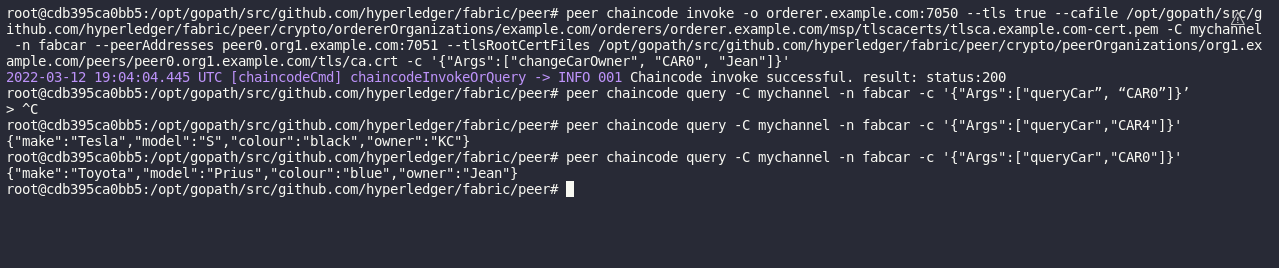 root@cdb395ca0bb5:/opt/gopath/src/github.com/hyperledger/fabric/peer# peer chaincode invoke -o orderer.example.com:7050 --tls true --cafile /opt/gopath/src/g
ithub.com/hyperledger/fabric/peer/crypto/ordererOrganizations/example.com/orderers/orderer.example.com/msp/tlscacerts/tlsca.example.com-cert.pem -C mychannel
 -n fabcar --peerAddresses peer0.org1.example.com:7051 --tlsRootCertFiles /opt/gopath/src/github.com/hyperledger/fabric/peer/crypto/peerOrganizations/org1.ex
ample.com/peers/peer0.org1.example.com/tls/ca.crt -c '{"Args":["changeCarOwner", "CAR0", "Jean"]}'
2022-03-12 19:04:04.445 UTC [chaincodeCmd] chaincodeInvokeOrQuery -> INFO 001 Chaincode invoke successful. result: status:200
root@cdb395ca0bb5:/opt/gopath/src/github.com/hyperledger/fabric/peer# peer chaincode query -C mychannel -n fabcar -c '{"Args":["queryCar”, “CAR0”]}’
> ^C
root@cdb395ca0bb5:/opt/gopath/src/github.com/hyperledger/fabric/peer# peer chaincode query -C mychannel -n fabcar -c '{"Args":["queryCar","CAR4"]}'
{"make":"Tesla","model":"S","colour":"black","owner":"KC"}
root@cdb395ca0bb5:/opt/gopath/src/github.com/hyperledger/fabric/peer# peer chaincode query -C mychannel -n fabcar -c '{"Args":["queryCar","CAR0"]}'
{"make":"Toyota","model":"Prius","colour":"blue","owner":"Jean"}
root@cdb395ca0bb5:/opt/gopath/src/github.com/hyperledger/fabric/peer#